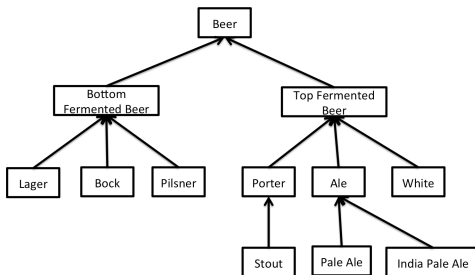 Beer
Bottom
Fermented Beer
Top Fermented
Beer
Lager
Bock
Pilsner
Porter
Ale
White
Stout
Pale Ale
India Pale Ale